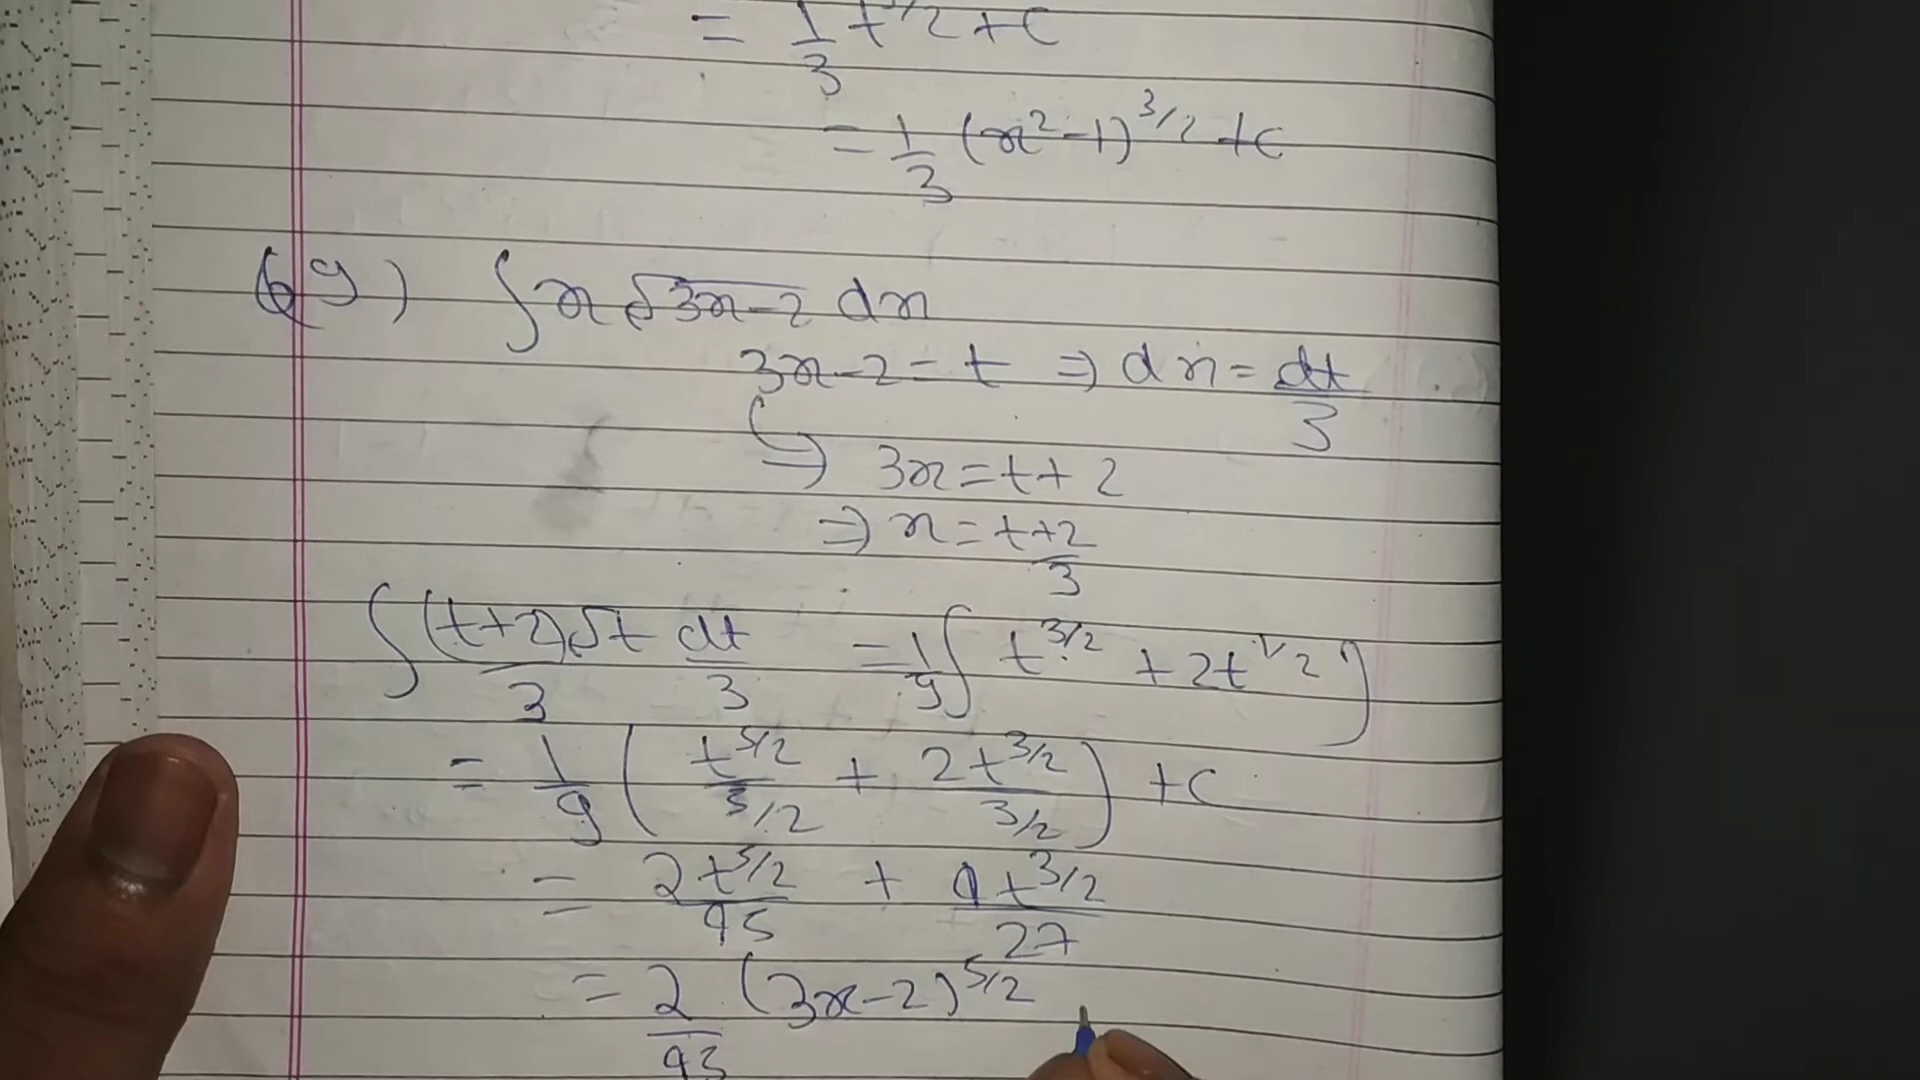 = 1/3 t^3/2 + c
= 1/3 (x² - 1)^3/2 + c
Q9) ∫ x √3x-2 dx
3x - 2 = t ⇒ dx = dt/3
⇒ 3x = t + 2
⇒ x = t+2/3
∫ (t+2)√t/3 dt/3 = 1/9 ∫ t^3/2 + 2t^1/2 )
= 1/9 ( t^5/2 / 5/2 + 2t^3/2 / 3/2 ) + c
= 2t^5/2 / 45 + 4t^3/2 / 27
= 2/45 (3x-2)^5/2